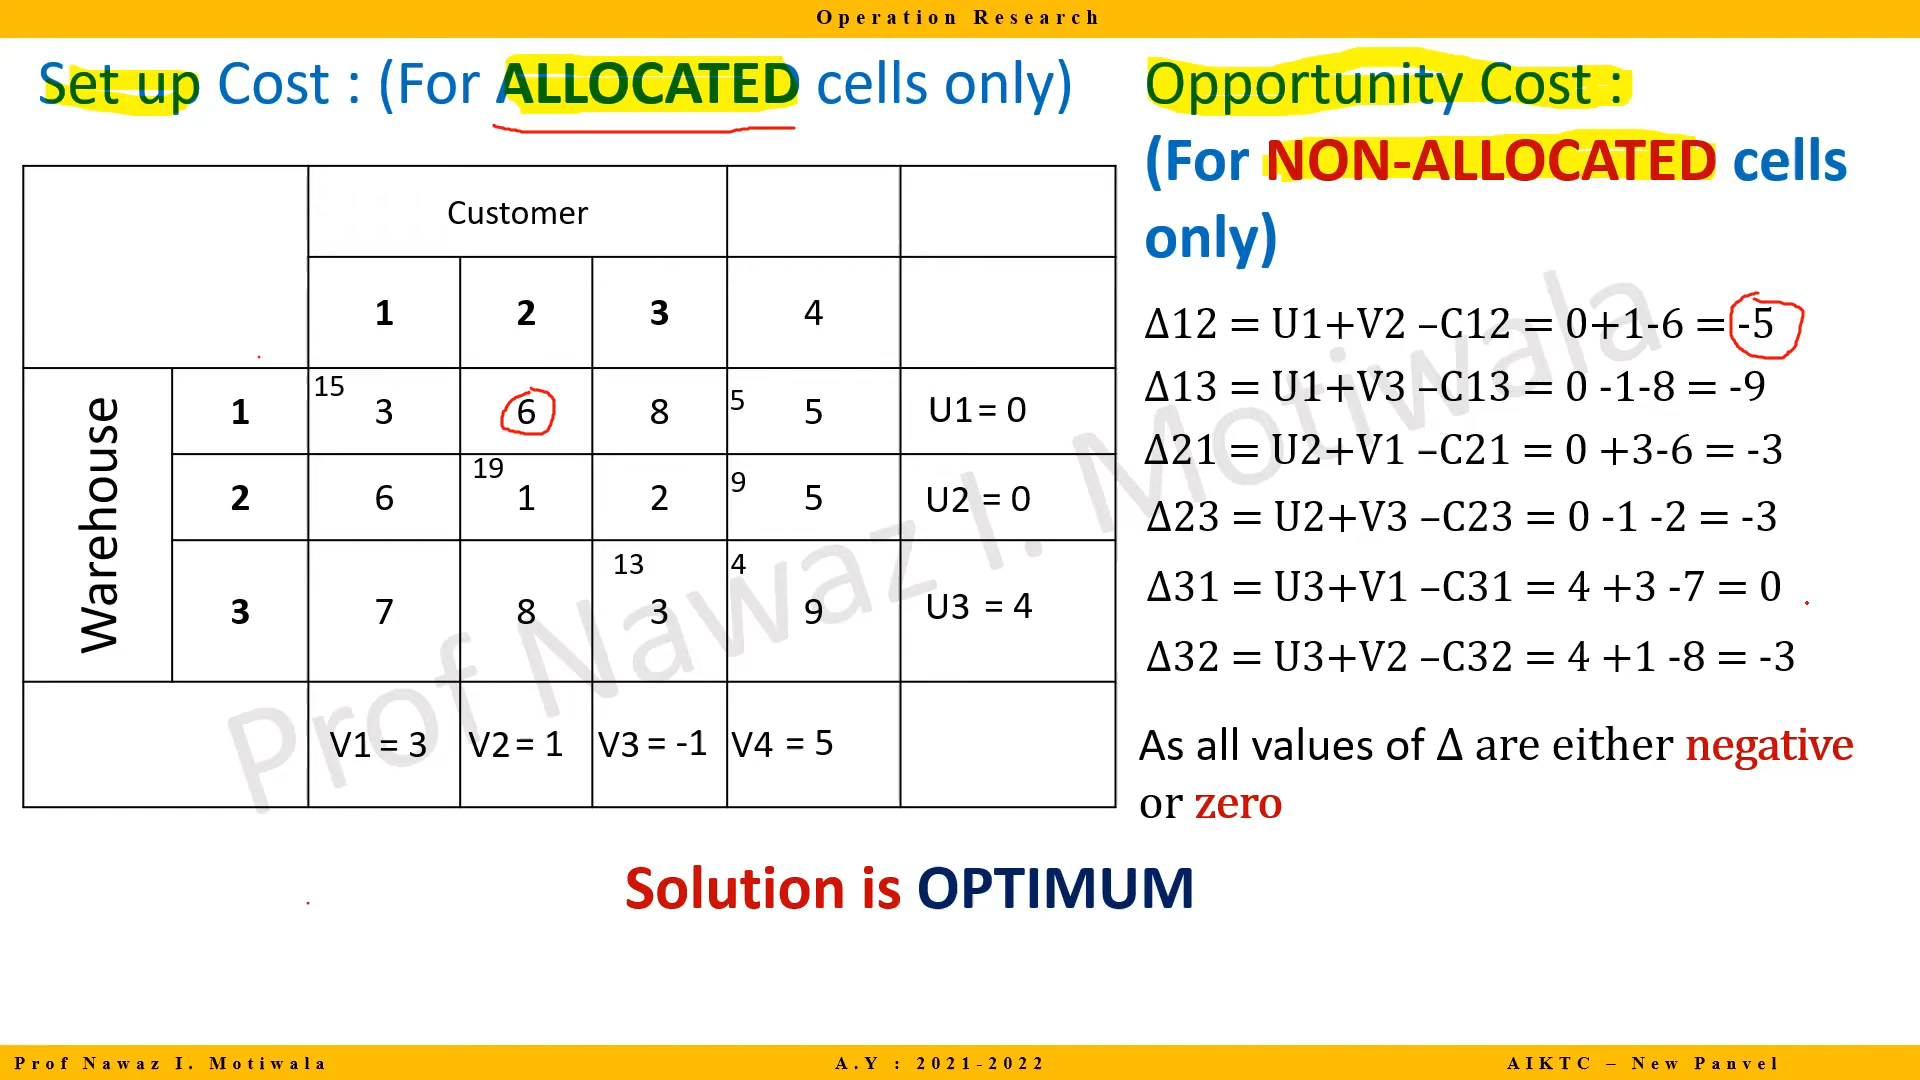 Operation Research
Set up Cost : (For ALLOCATED cells only)
Customer
1 2 3 4
Warehouse
1 15 3 6 8 5 5 U1 = 0
2 6 19 1 2 9 5 U2 = 0
3 7 8 13 3 4 9 U3 = 4
V1 = 3 V2 = 1 V3 = -1 V4 = 5
Opportunity Cost :
(For NON-ALLOCATED cells
only)
Δ12 = U1+V2 –C12 = 0+1-6 = -5
Δ13 = U1+V3 –C13 = 0 -1-8 = -9
Δ21 = U2+V1 –C21 = 0 +3-6 = -3
Δ23 = U2+V3 –C23 = 0 -1 -2 = -3
Δ31 = U3+V1 –C31 = 4 +3 -7 = 0
Δ32 = U3+V2 –C32 = 4 +1 -8 = -3
As all values of Δ are either negative
or zero
Solution is OPTIMUM
Prof Nawaz I. Motiwala
Prof Nawaz I. Motiwala A.Y : 2021-2022 AIKTC – New Panvel